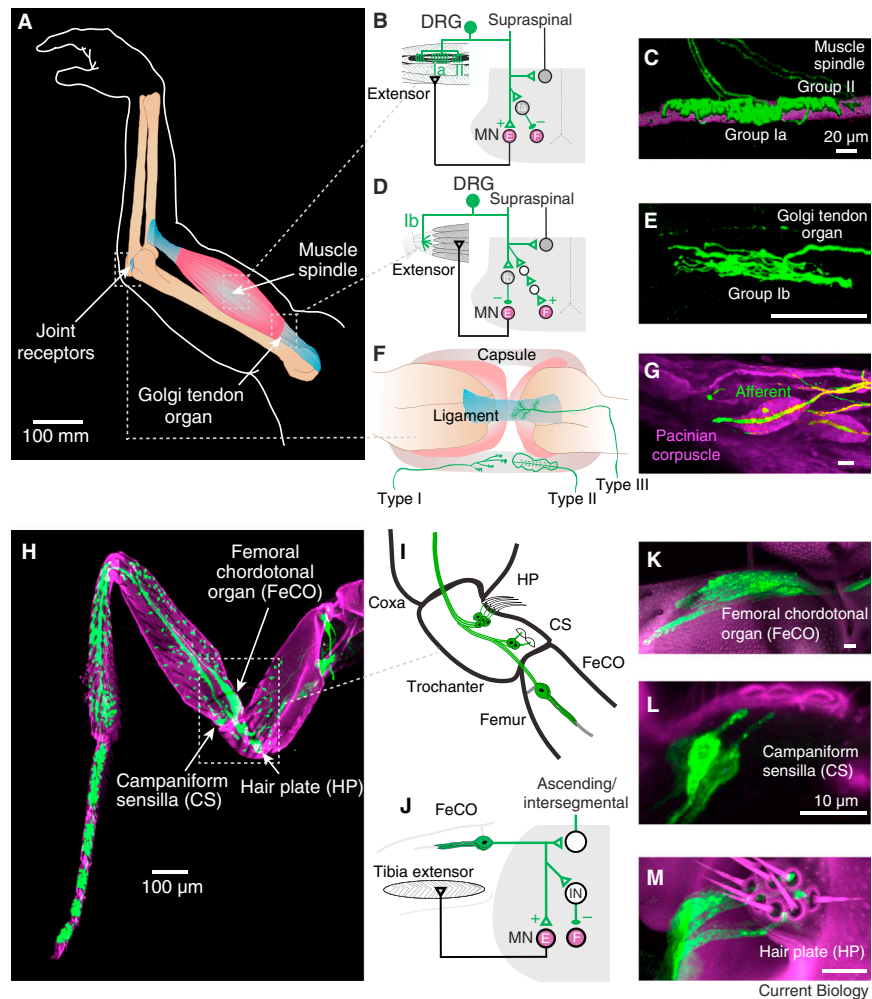 A
Muscle
spindle
Joint
receptors
Golgi tendon
organ
100 mm
B
DRG
Supraspinal
Ia
II
Extensor
+
–
MN
E
F
C
Muscle
spindle
Group II
Group Ia
20 µm
D
DRG
Supraspinal
Ib
Extensor
–
+
MN
E
F
E
Golgi tendon
organ
Group Ib
F
Capsule
Ligament
Type I
Type II
Type III
G
Afferent
Pacinian
corpuscle
H
Femoral
chordotonal
organ (FeCO)
Campaniform
sensilla (CS)
Hair plate (HP)
100 µm
I
HP
Coxa
CS
FeCO
Trochanter
Femur
J
Ascending/
intersegmental
FeCO
Tibia extensor
IN
+
–
MN
E
F
K
Femoral chordotonal
organ (FeCO)
L
Campaniform
sensilla (CS)
10 µm
M
Hair plate (HP)
Current Biology